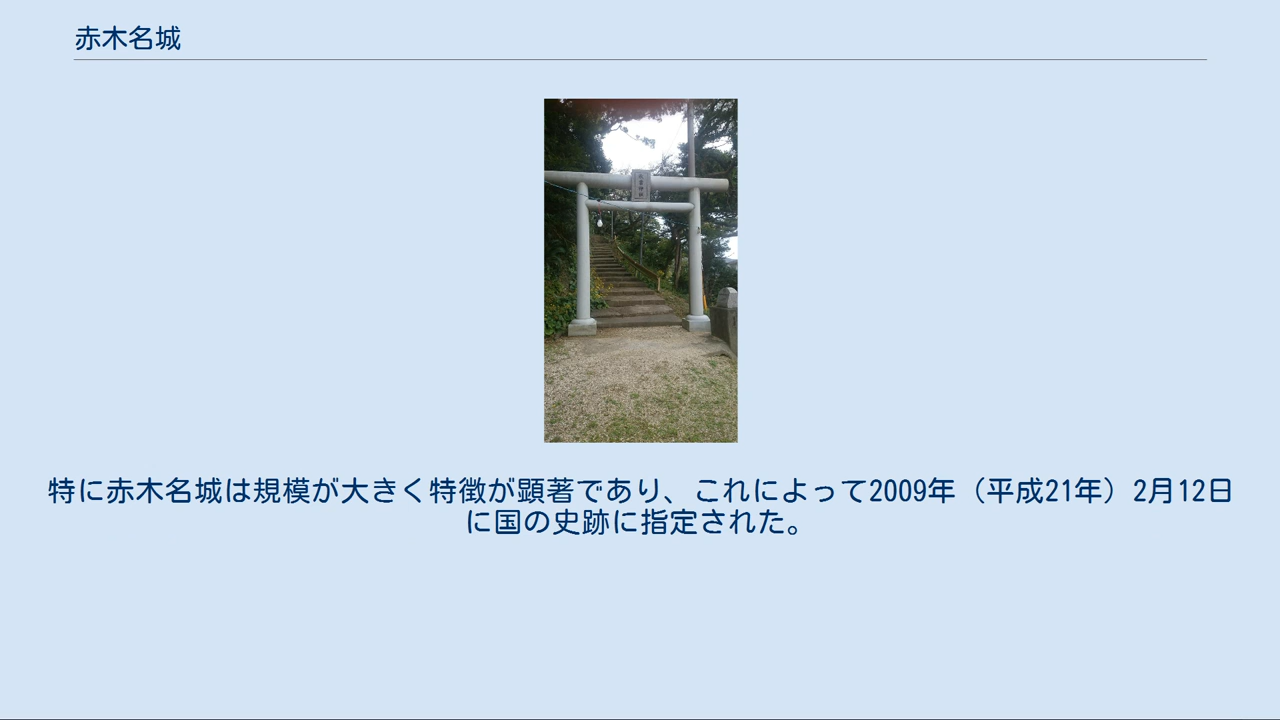 赤木名城
特に赤木名城は規模が大きく特徴が顕著であり、これによって2009年（平成21年）2月12日
に国の史跡に指定された。